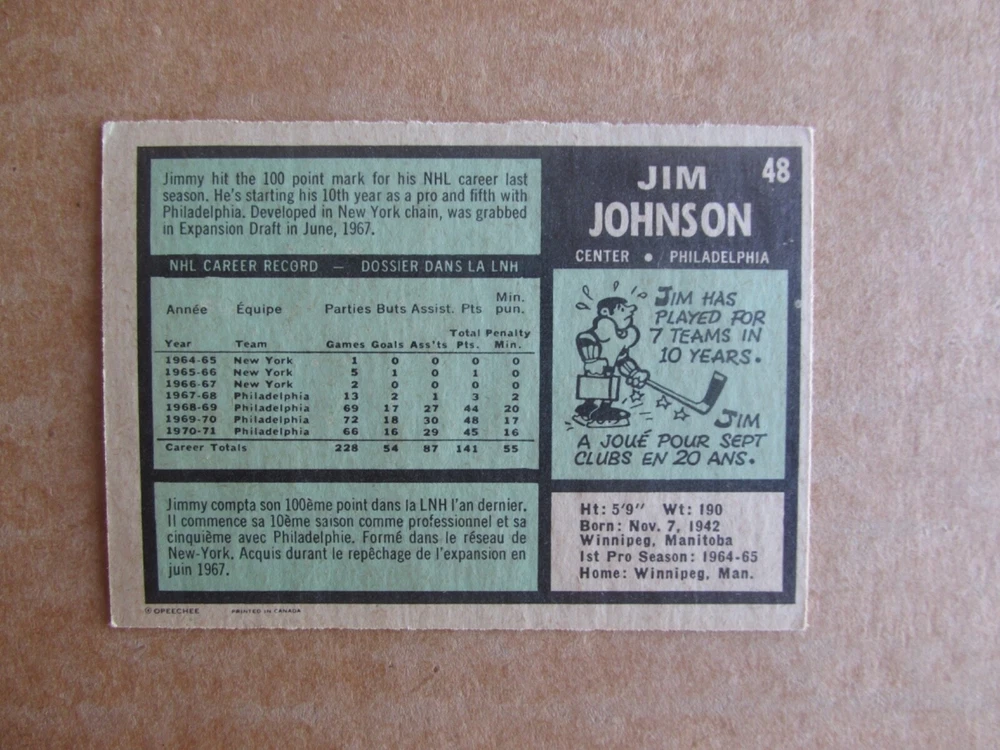 Jimmy hit the 100 point mark for his NHL career last
season. He's starting his 10th year as a pro and fifth with
Philadelphia. Developed in New York chain, was grabbed
in Expansion Draft in June, 1967.
NHL CAREER RECORD — DOSSIER DANS LA LNH
Année Équipe Parties Buts Assist. Pts Min. pun.
Year Team Games Goals Ass'ts Total Pts. Penalty Min.
1964-65 New York 1 0 0 0 0
1965-66 New York 5 1 0 1 0
1966-67 New York 2 0 0 0 0
1967-68 Philadelphia 13 2 1 3 2
1968-69 Philadelphia 69 17 27 44 20
1969-70 Philadelphia 72 18 30 48 17
1970-71 Philadelphia 66 16 29 45 16
Career Totals 228 54 87 141 55
Jimmy compta son 100ème point dans la LNH l'an dernier.
Il commence sa 10ème saison comme professionnel et sa
cinquième avec Philadelphie. Formé dans le réseau de
New-York. Acquis durant le repêchage de l'expansion en
juin 1967.
© OPEECHEE PRINTED IN CANADA
48
JIM
JOHNSON
CENTER • PHILADELPHIA
JIM HAS
PLAYED FOR
7 TEAMS IN
10 YEARS.
JIM
A JOUÉ POUR SEPT
CLUBS EN 20 ANS.
Ht: 5'9" Wt: 190
Born: Nov. 7, 1942
Winnipeg, Manitoba
1st Pro Season: 1964-65
Home: Winnipeg, Man.